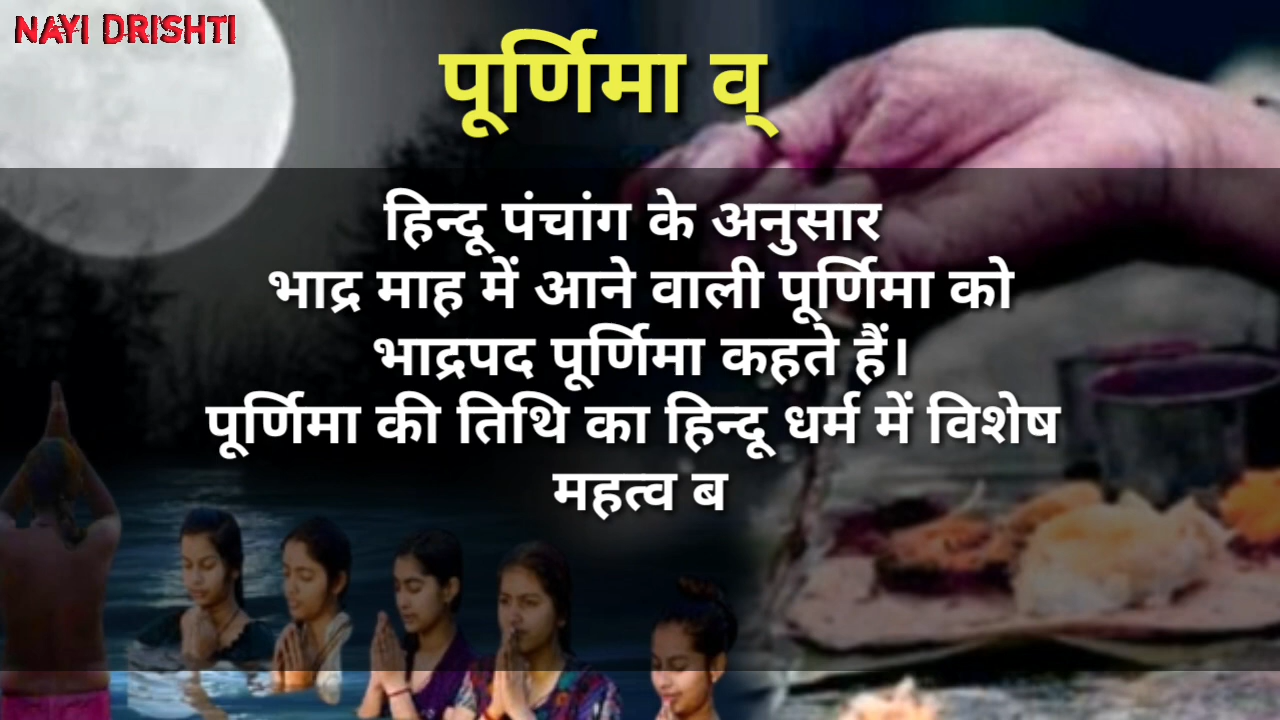 NAYI DRISHTI
पूर्णिमा व्
हिन्दू पंचांग के अनुसार
भाद्र माह में आने वाली पूर्णिमा को
भाद्रपद पूर्णिमा कहते हैं।
पूर्णिमा की तिथि का हिन्दू धर्म में विशेष
महत्व ब